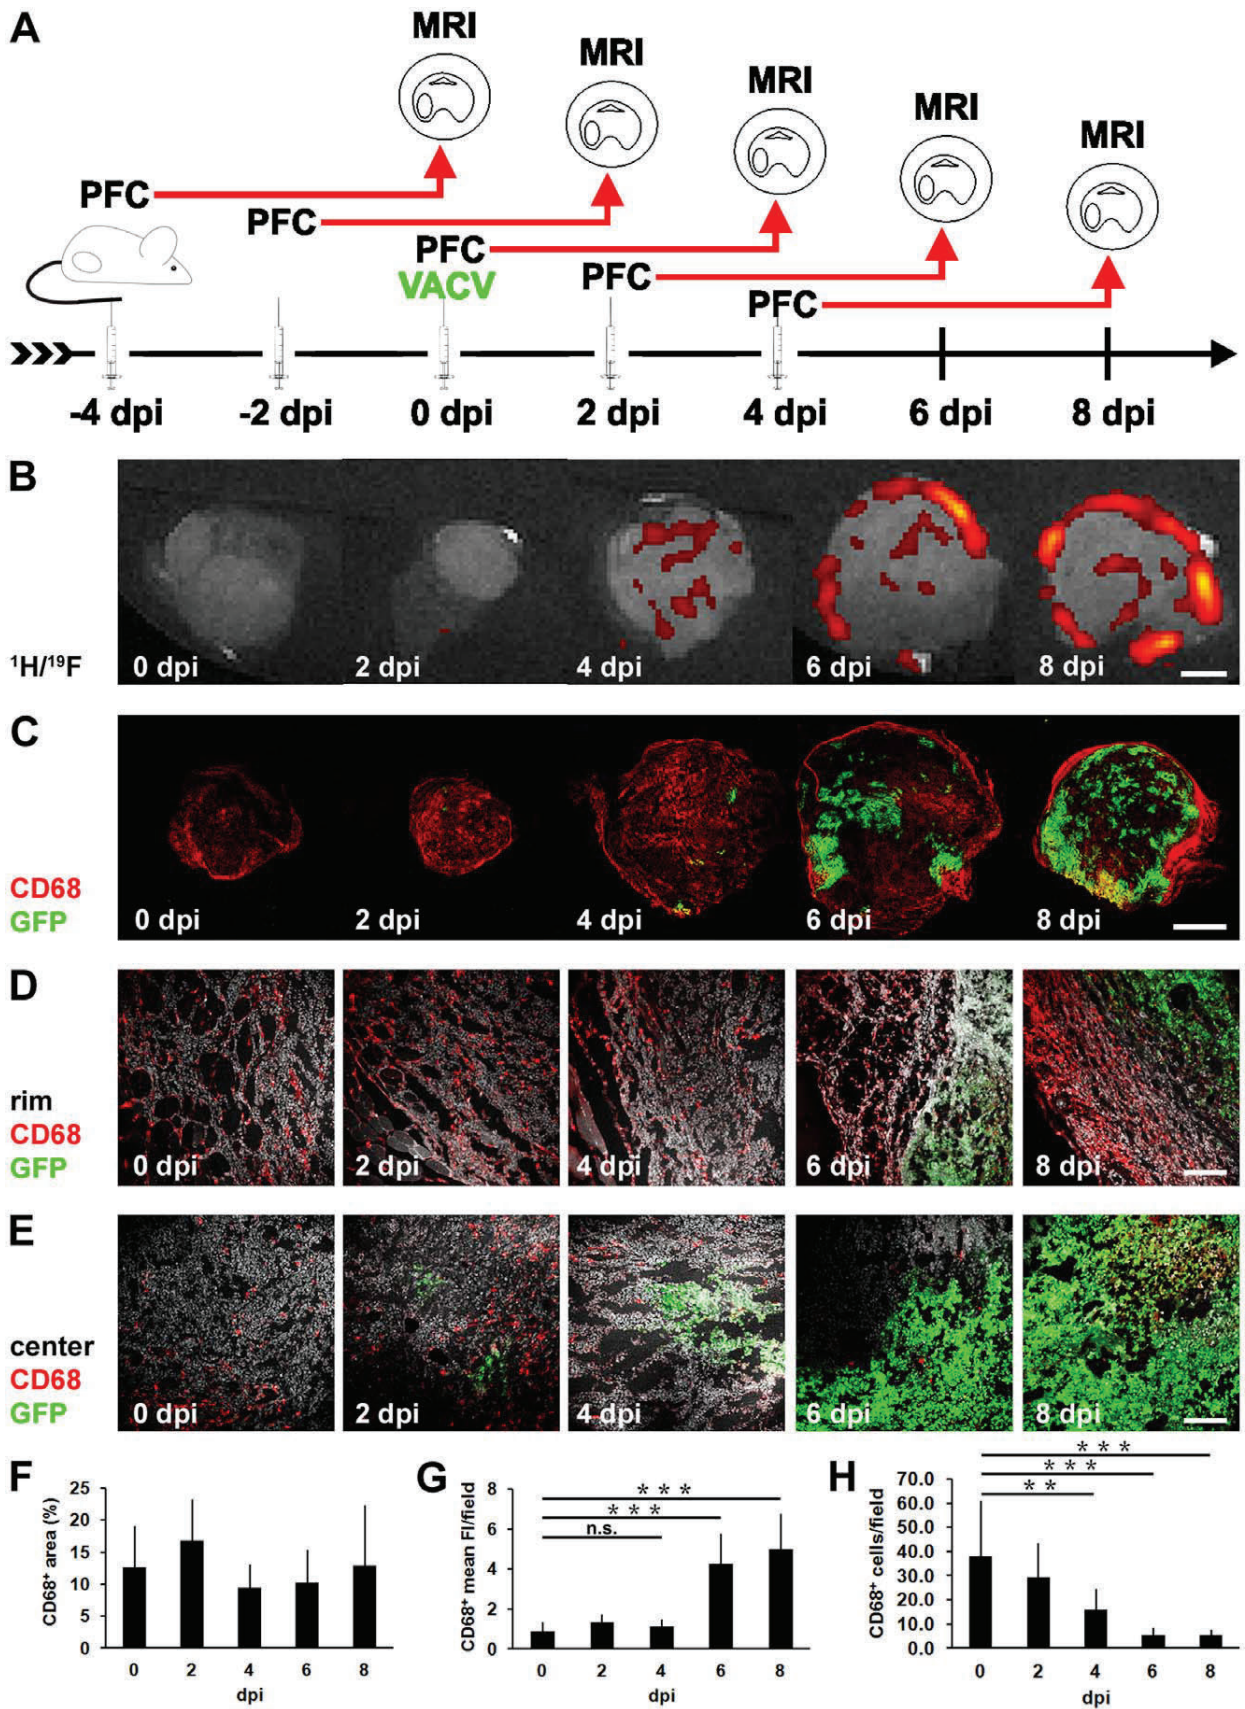 A
MRI
MRI
MRI
MRI
MRI
PFC
PFC
PFC
VACV
PFC
PFC
-4 dpi -2 dpi 0 dpi 2 dpi 4 dpi 6 dpi 8 dpi
B
¹H/¹⁹F
0 dpi 2 dpi 4 dpi 6 dpi 8 dpi
C
CD68
GFP
0 dpi 2 dpi 4 dpi 6 dpi 8 dpi
D
rim
CD68
GFP
0 dpi 2 dpi 4 dpi 6 dpi 8 dpi
E
center
CD68
GFP
0 dpi 2 dpi 4 dpi 6 dpi 8 dpi
F
CD68⁺ area (%)
25
20
15
10
5
0
0 2 4 6 8
dpi
G
CD68⁺ mean FI/field
8
6
4
2
0
***
***
n.s.
0 2 4 6 8
dpi
H
CD68⁺ cells/field
70.0
60.0
50.0
40.0
30.0
20.0
10.0
0.0
***
***
**
0 2 4 6 8
dpi